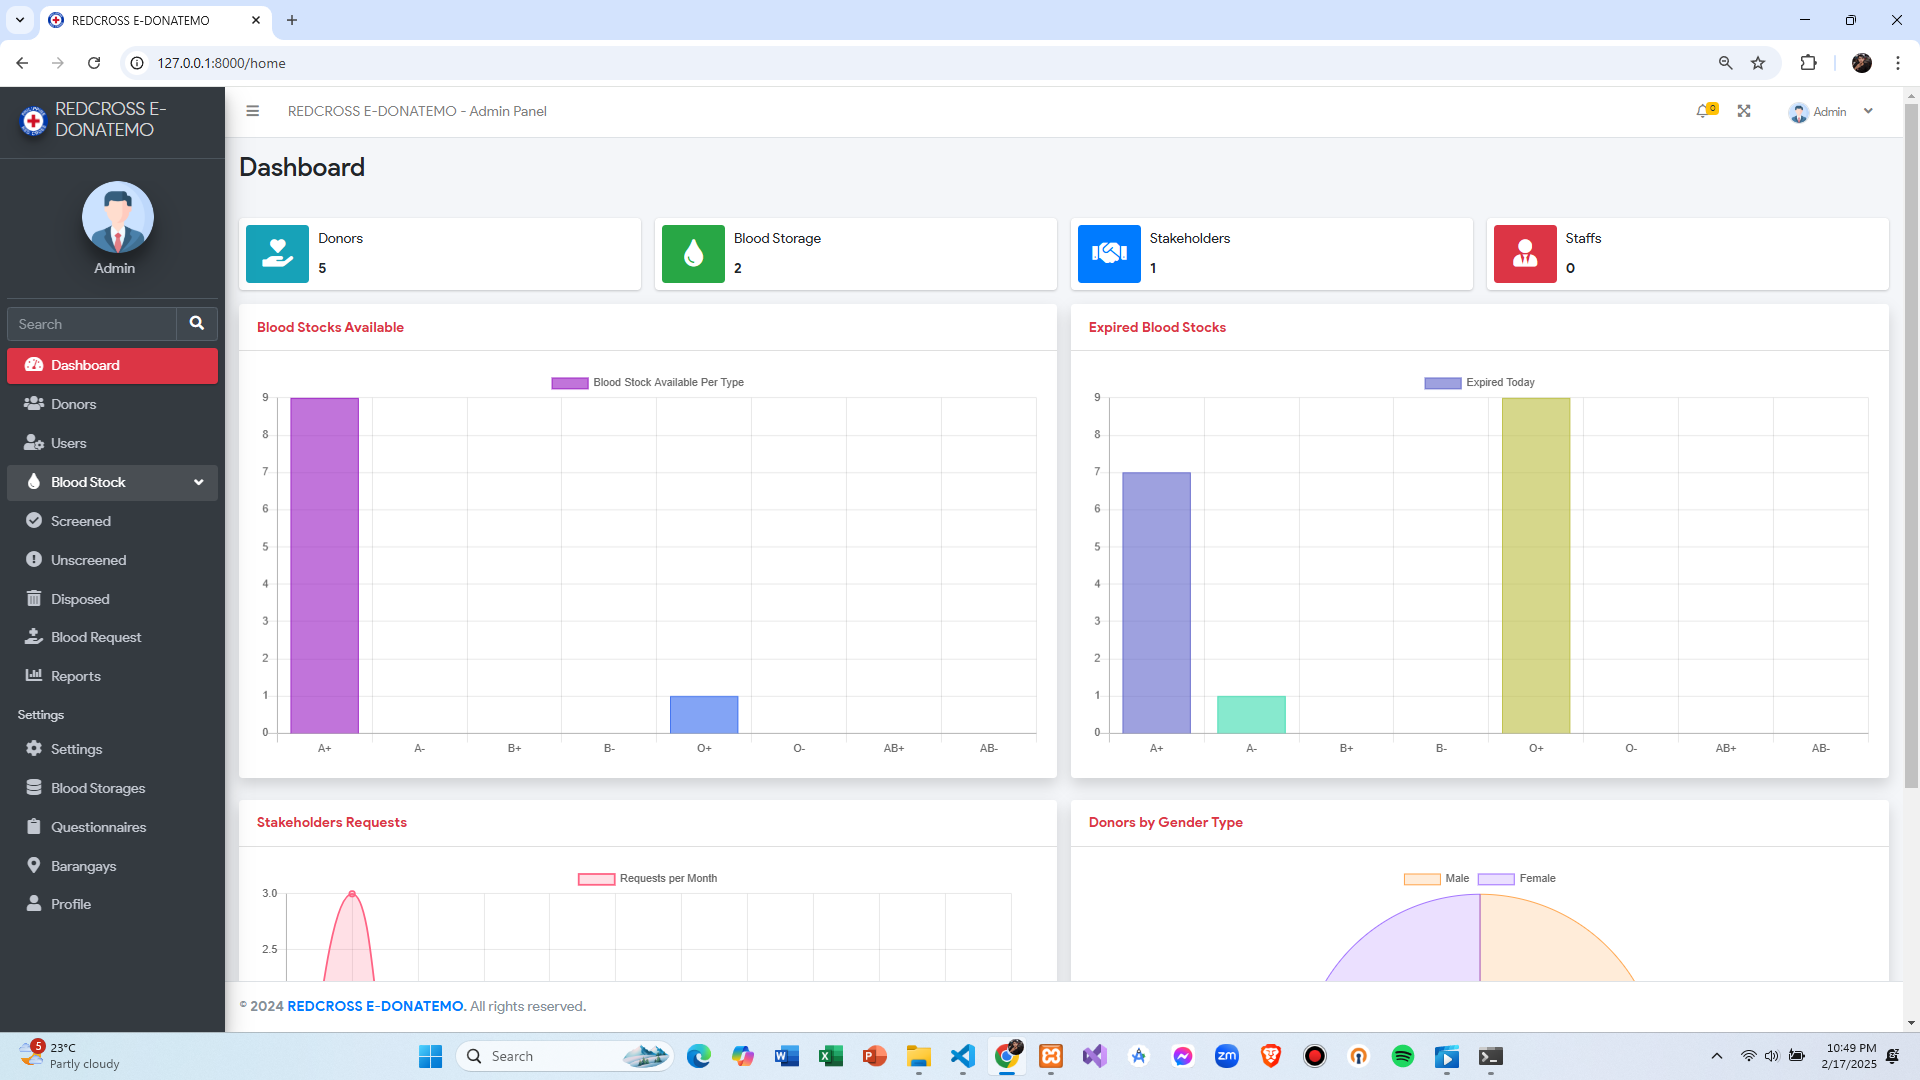 REDCROSS E-DONATEMO
127.0.0.1:8000/home
REDCROSS E-
DONATEMO
REDCROSS E-DONATEMO - Admin Panel
0
Admin
Admin
Search
Dashboard
Donors
Users
Blood Stock
Screened
Unscreened
Disposed
Blood Request
Reports
Settings
Settings
Blood Storages
Questionnaires
Barangays
Profile
Dashboard
Donors
5
Blood Storage
2
Stakeholders
1
Staffs
0
Blood Stocks Available
Blood Stock Available Per Type
9
8
7
6
5
4
3
2
1
0
A+ A- B+ B- O+ O- AB+ AB-
Expired Blood Stocks
Expired Today
9
8
7
6
5
4
3
2
1
0
A+ A- B+ B- O+ O- AB+ AB-
Stakeholders Requests
Requests per Month
3.0
2.5
Donors by Gender Type
Male Female
© 2024 REDCROSS E-DONATEMO. All rights reserved.
5
23°C
Partly cloudy
Search
zm
10:49 PM
2/17/2025